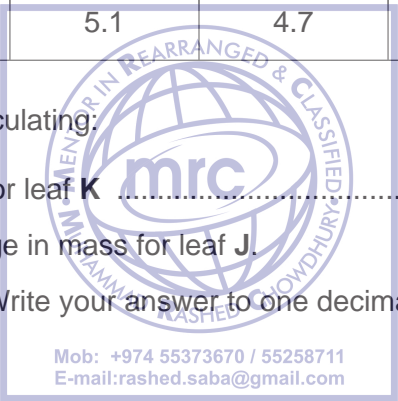 5.1 4.7
culating:
or leaf K ....................................
ge in mass for leaf J.
Write your answer to one decima
REARRANGED & CLASSIFIED
MENTOR IN
mrc
MUHAMMAD RASHED CHOWDHURY
Mob: +974 55373670 / 55258711
E-mail:rashed.saba@gmail.com